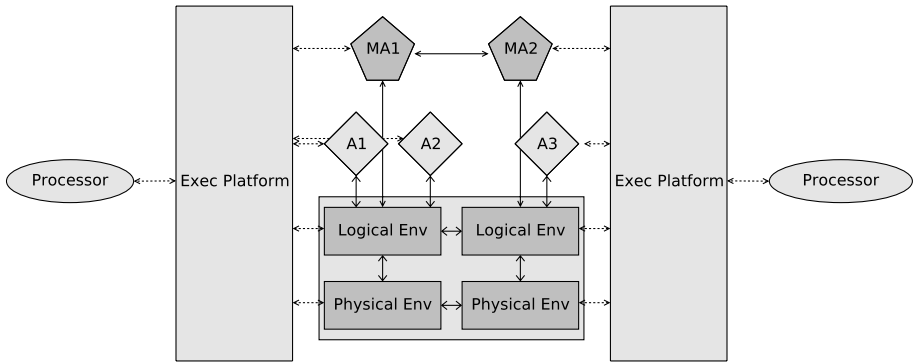 MA1
MA2
A1
A2
A3
Processor
Exec Platform
Exec Platform
Processor
Logical Env
Logical Env
Physical Env
Physical Env